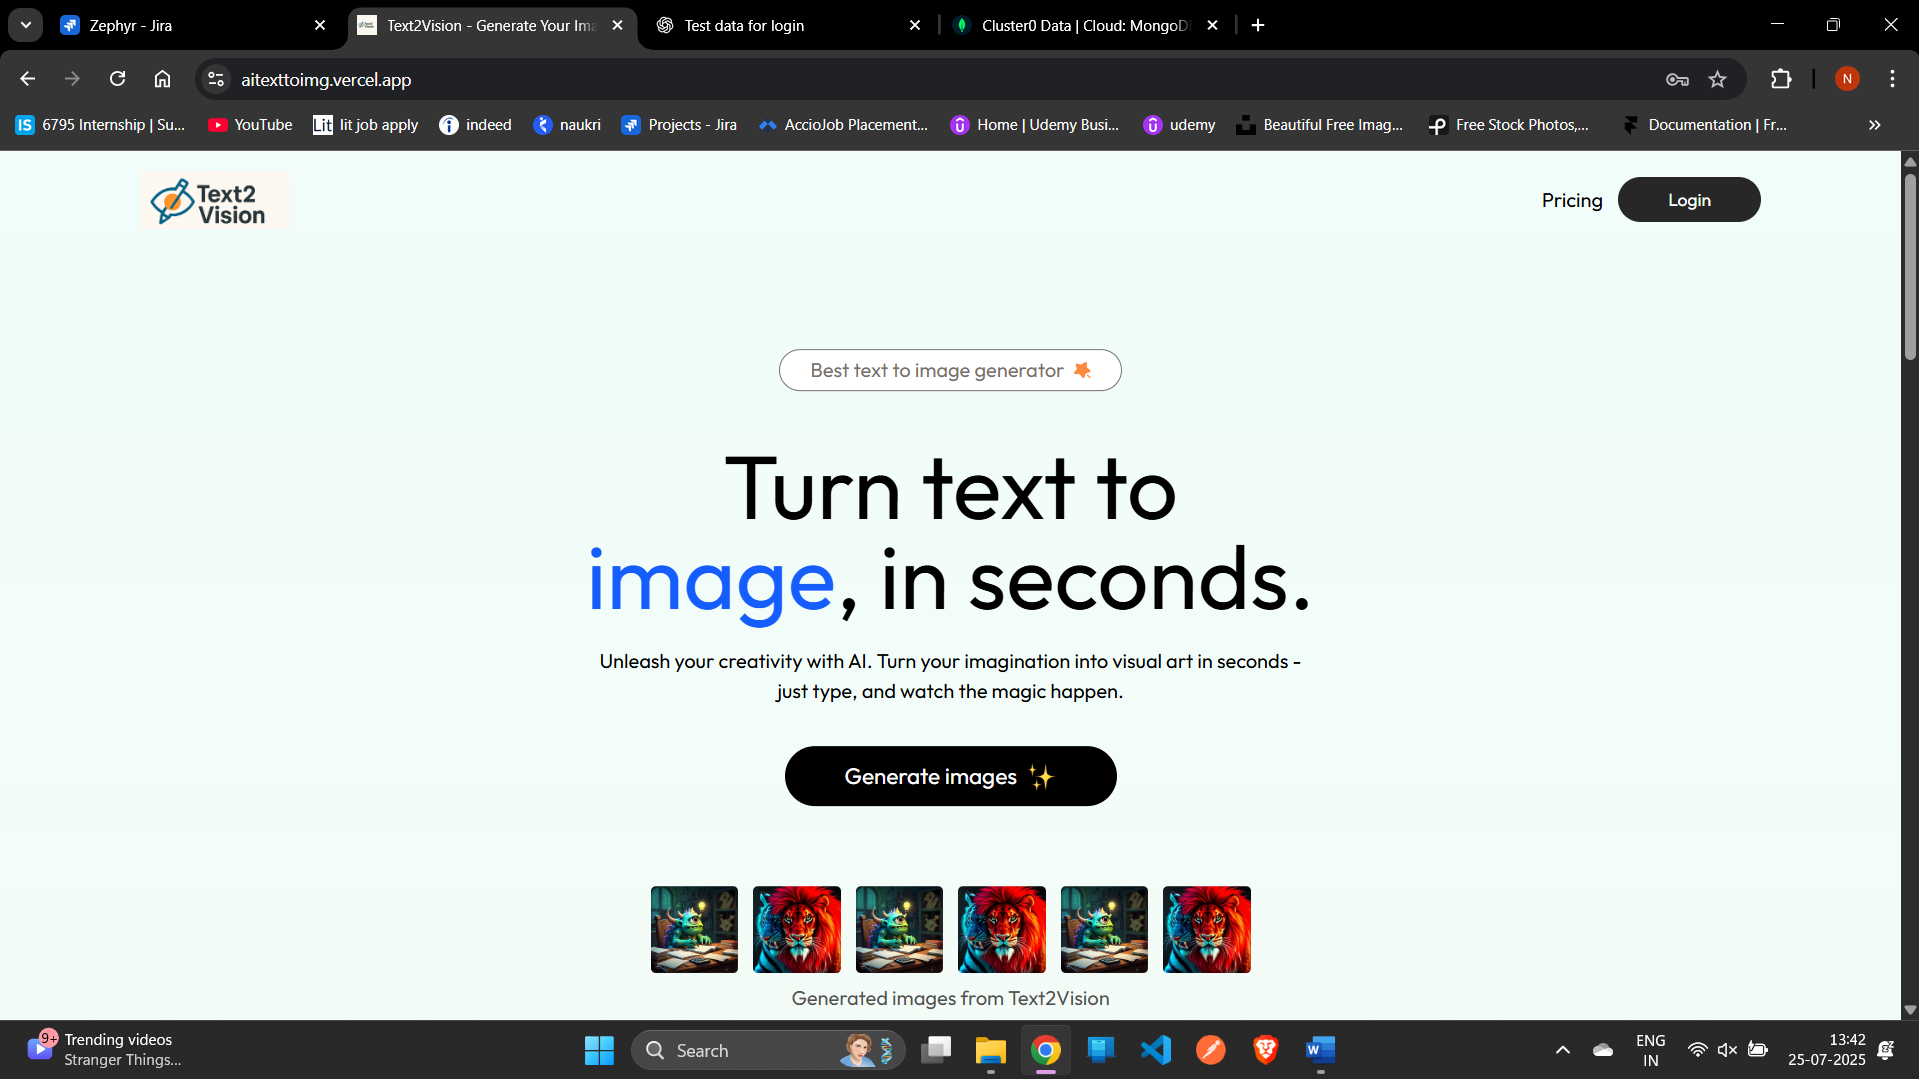 Zephyr - Jira
Text2Vision - Generate Your Ima
Test data for login
Cluster0 Data | Cloud: MongoD
aitexttoimg.vercel.app
N
6795 Internship | Su...
YouTube
Lit
lit job apply
indeed
naukri
Projects - Jira
AccioJob Placement...
Home | Udemy Busi...
udemy
Beautiful Free Imag...
Free Stock Photos,...
Documentation | Fr...
Text2
Vision
Pricing
Login
Best text to image generator
Turn text to
image, in seconds.
Unleash your creativity with AI. Turn your imagination into visual art in seconds -
just type, and watch the magic happen.
Generate images
Generated images from Text2Vision
9+
Trending videos
Stranger Things...
Search
ENG
IN
13:42
25-07-2025